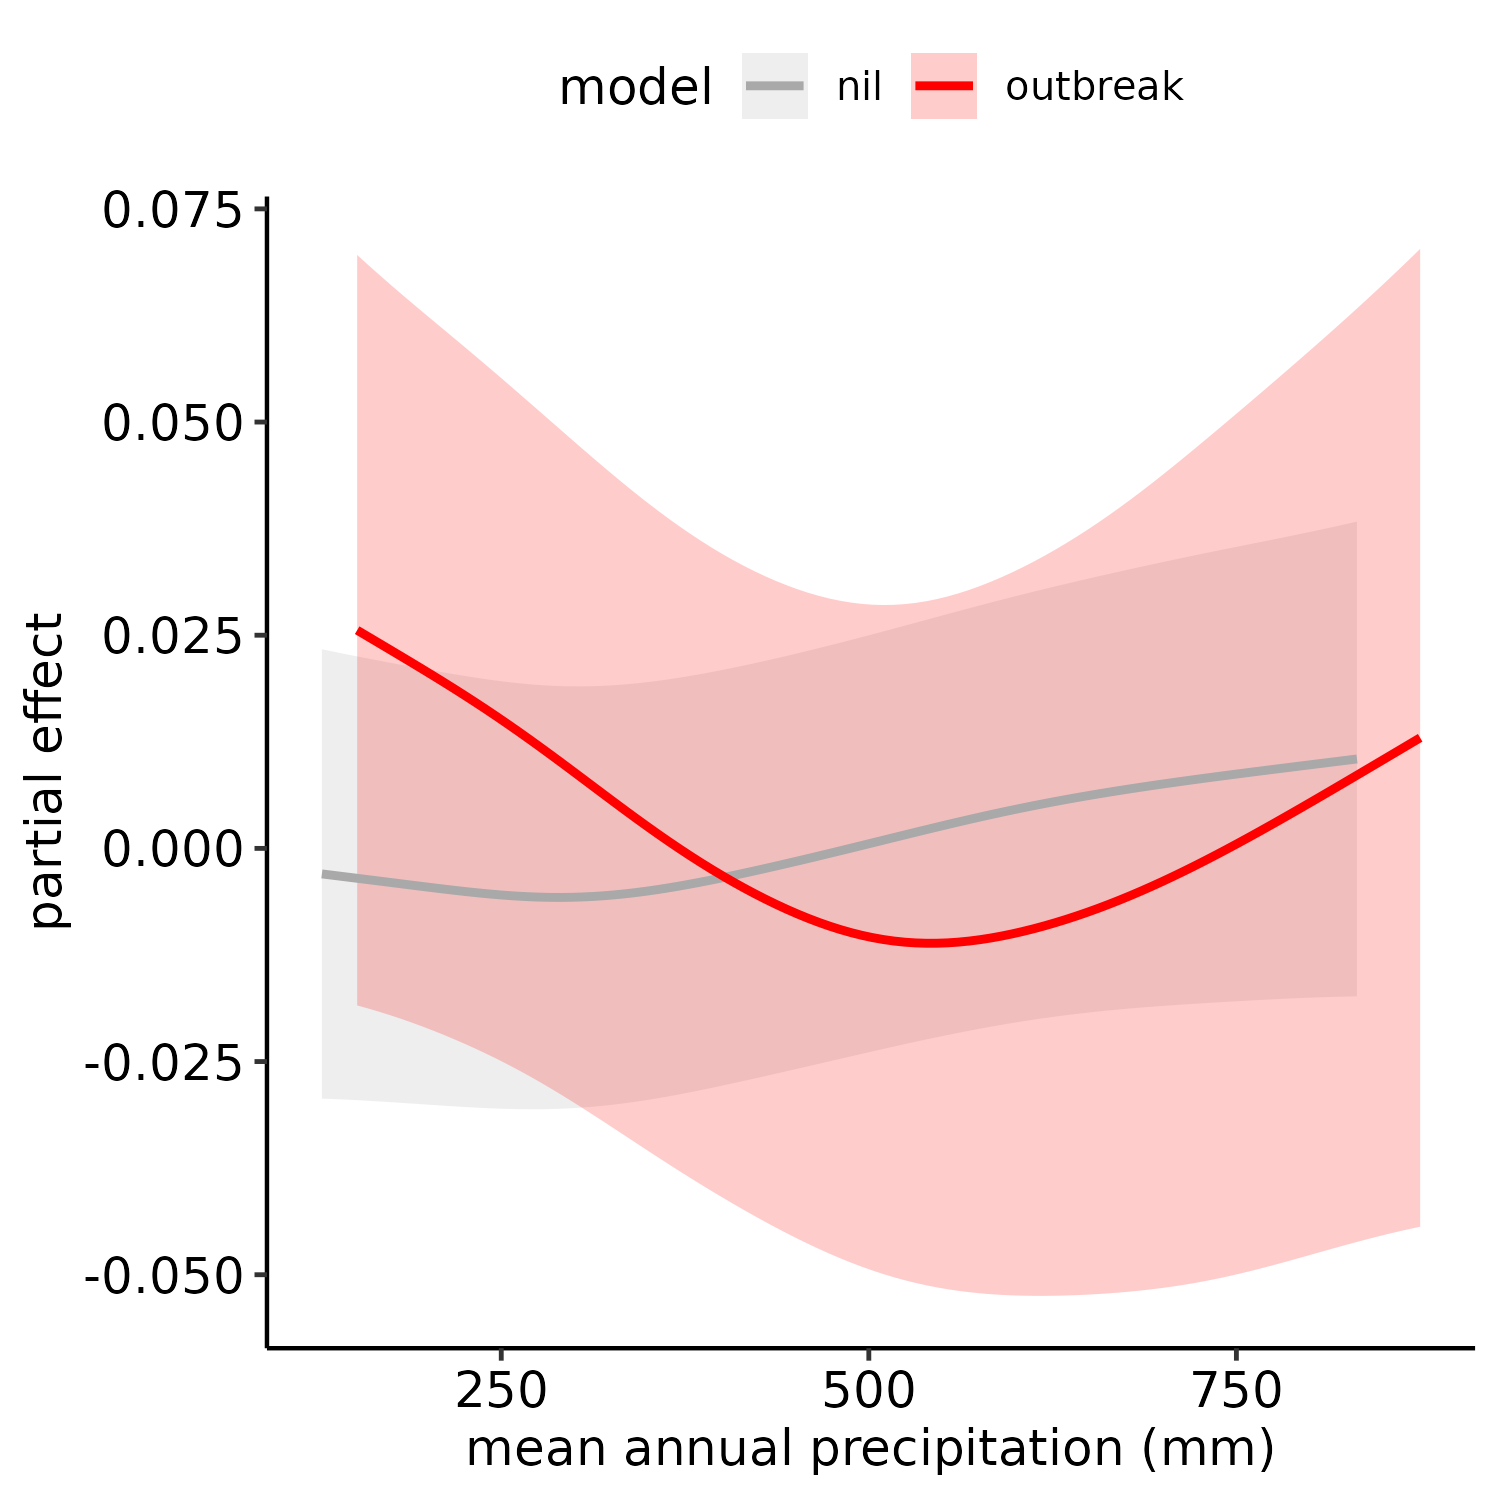 model nil outbreak
0.075
0.050
0.025
0.000
-0.025
-0.050
partial effect
250 500 750
mean annual precipitation (mm)